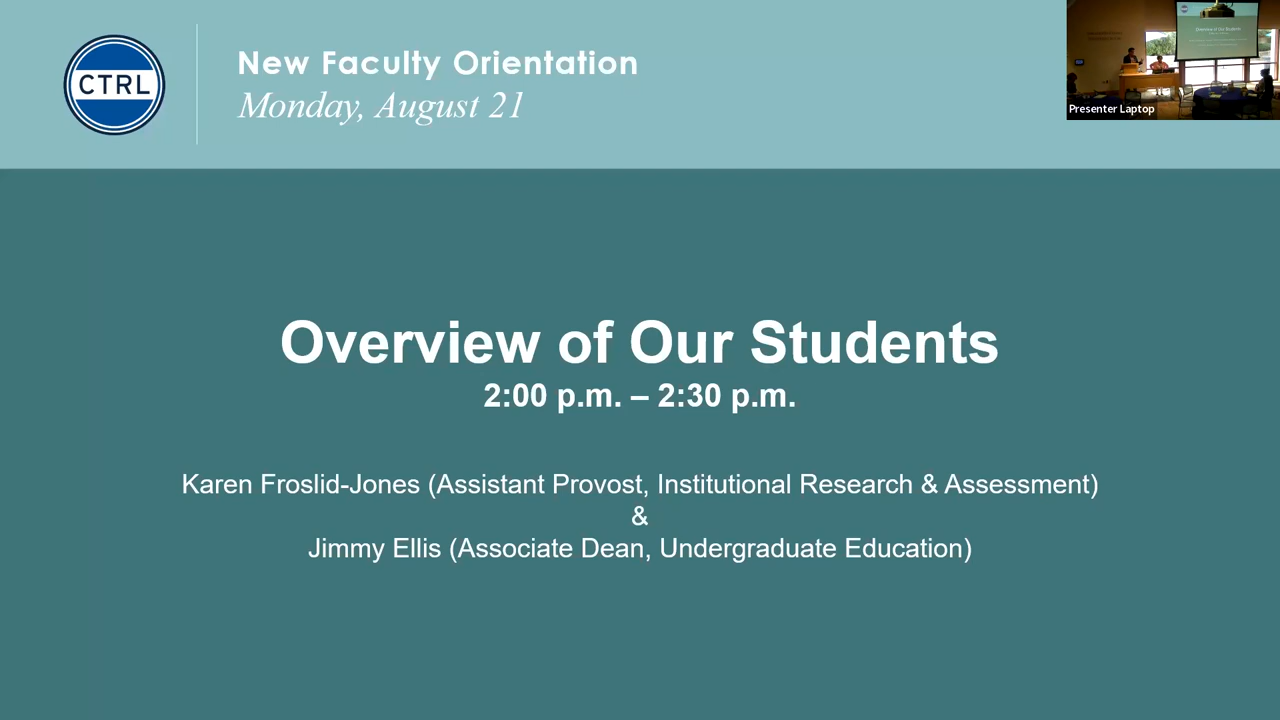 CTRL
New Faculty Orientation
Monday, August 21
Presenter Laptop
Overview of Our Students
2:00 p.m. – 2:30 p.m.
Karen Froslid-Jones (Assistant Provost, Institutional Research & Assessment)
&
Jimmy Ellis (Associate Dean, Undergraduate Education)